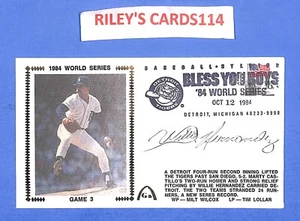 RILEY'S CARDS114
1984 WORLD SERIES
BASEBALL
BLESS YOU BOYS
'84 WORLD SERIES
OCT 12 1984
DETROIT, MICHIGAN 48233-9998
Willie Hernandez
A DETROIT FOUR-RUN SECOND INNING LIFTED
THE TIGERS PAST SAN DIEGO, 5-2. MARTY CAS-
TILLO'S TWO-RUN HOMER AND STRONG RELIEF
PITCHING BY WILLIE HERNANDEZ CARRIED DE-
TROIT. THE TWO TEAMS STRANDED 24 RUN-
NERS, A NEW SERIES RECORD.
WP - MILT WILCOX LP - TIM LOLLAR
GAME 3